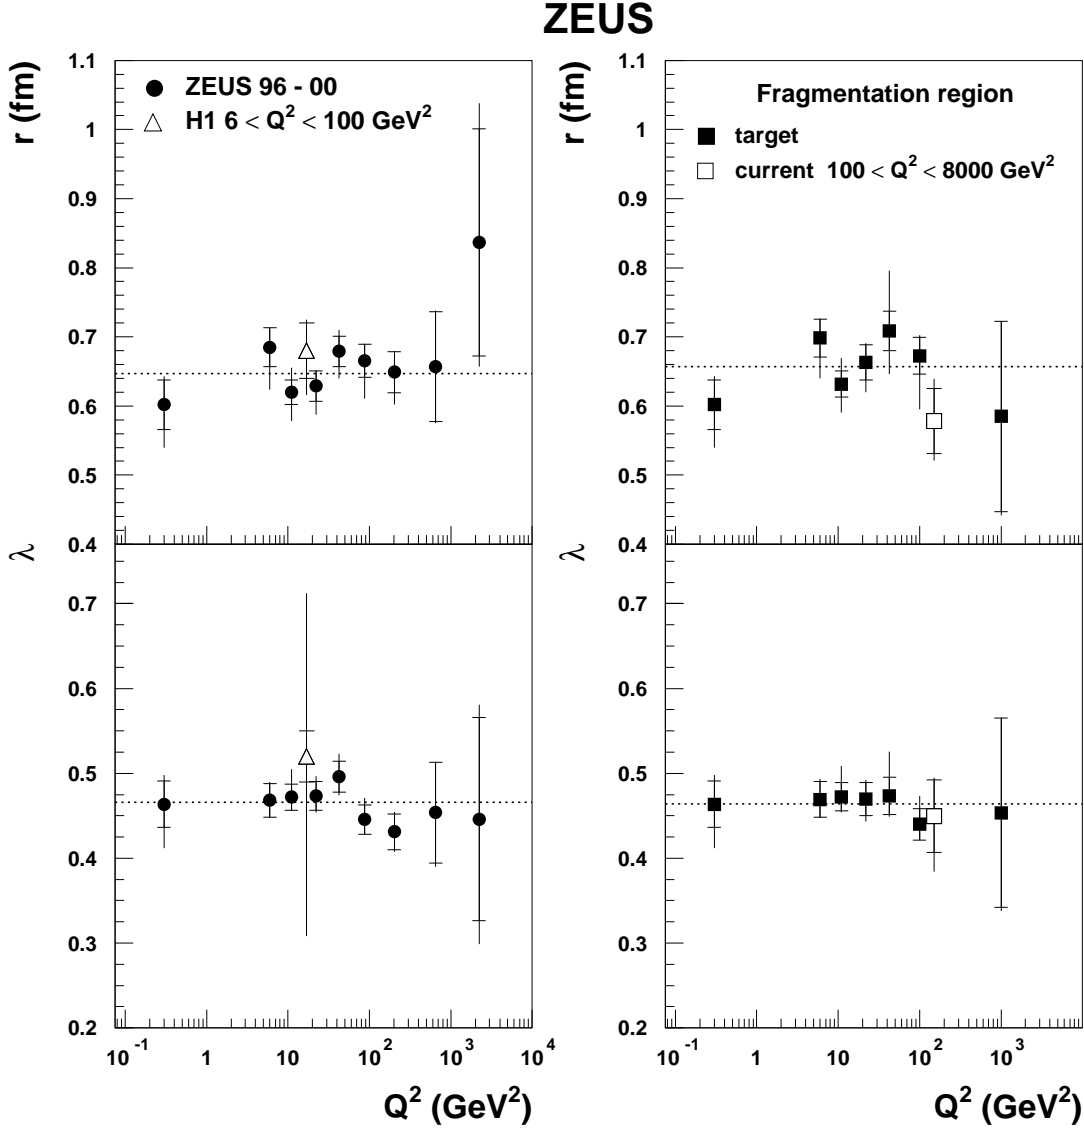 ZEUS
r (fm)
1.1
1
0.9
0.8
0.7
0.6
0.5
0.4
ZEUS 96 - 00
H1 6 < Q² < 100 GeV²
r (fm)
1.1
1
0.9
0.8
0.7
0.6
0.5
0.4
Fragmentation region
target
current 100 < Q² < 8000 GeV²
λ
0.7
0.6
0.5
0.4
0.3
0.2
10⁻¹ 1 10 10² 10³ 10⁴
Q² (GeV²)
λ
0.7
0.6
0.5
0.4
0.3
0.2
10⁻¹ 1 10 10² 10³
Q² (GeV²)